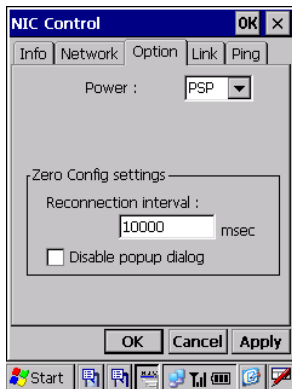 NIC Control OK ×
Info Network Option Link Ping
Power : PSP
Zero Config settings
Reconnection interval :
10000 msec
Disable popup dialog
OK Cancel Apply
Start